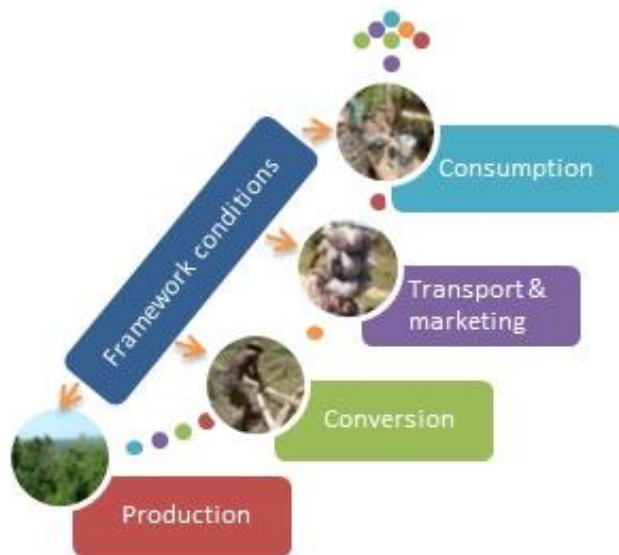 Consumption
Framework conditions
Transport &
marketing
Conversion
Production